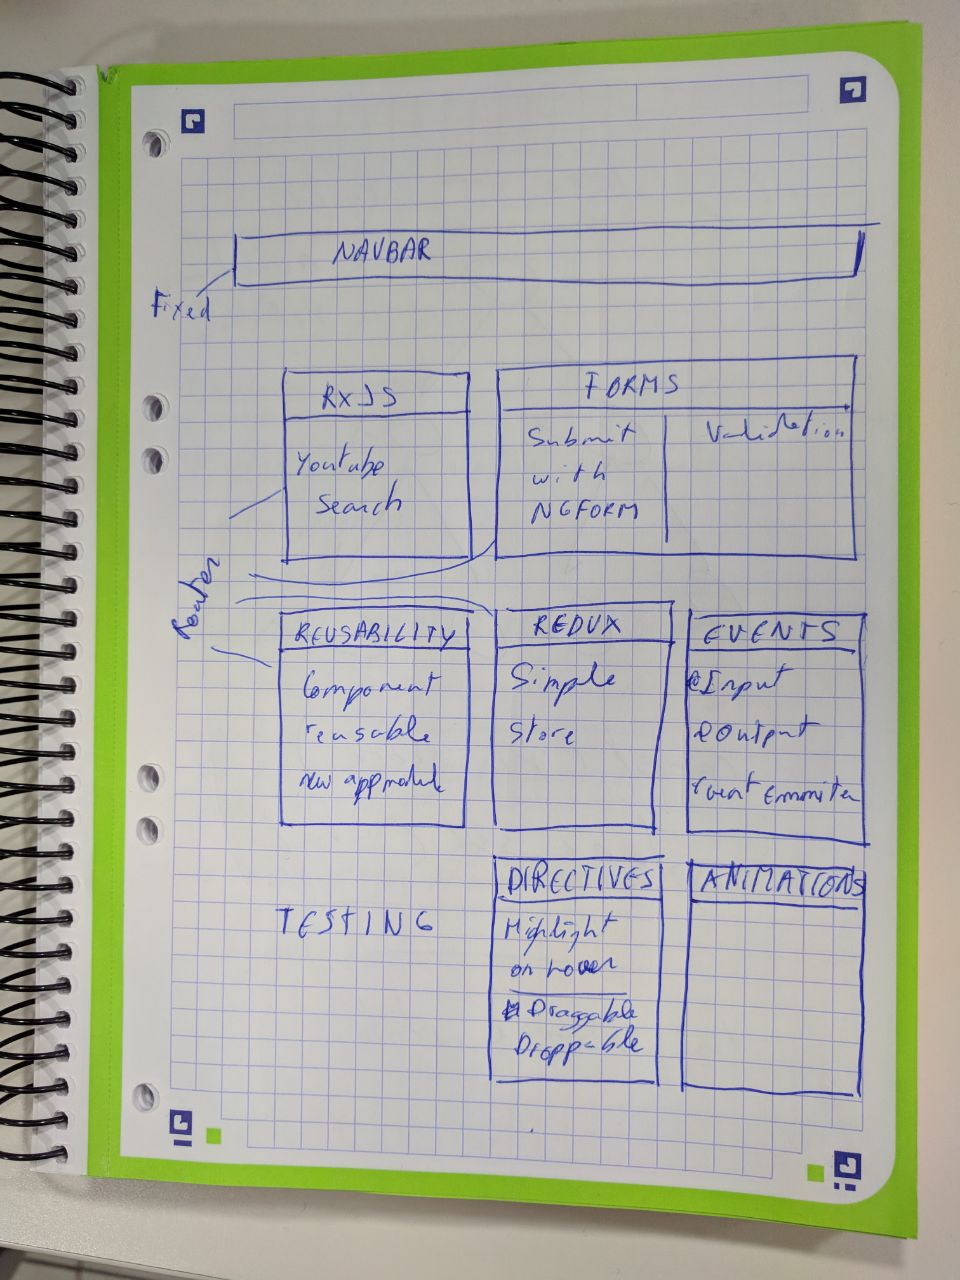 NAVBAR
Fixed
RXJS
Youtube
Search
FORMS
Submit
with
NGFORM
Validation
Router
REUSABILITY
Component
reusable
new appmodule
REDUX
Simple
Store
EVENTS
@Input
@Output
Event Emmiter
TESTING
DIRECTIVES
Highlight
on hover
Draggable
Droppable
ANIMATIONS